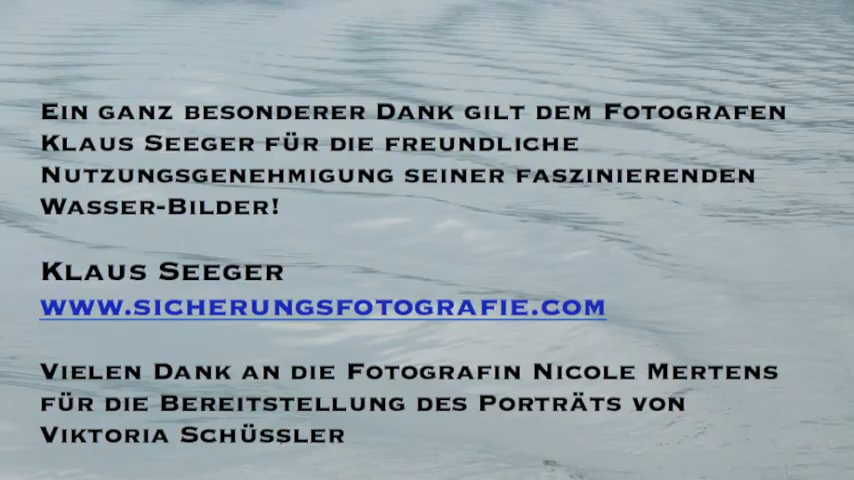 Ein ganz besonderer Dank gilt dem Fotografen
Klaus Seeger für die freundliche
Nutzungsgenehmigung seiner faszinierenden
Wasser-Bilder!
Klaus Seeger
www.sicherungsfotografie.com
Vielen Dank an die Fotografin Nicole Mertens
für die Bereitstellung des Porträts von
Viktoria Schüssler